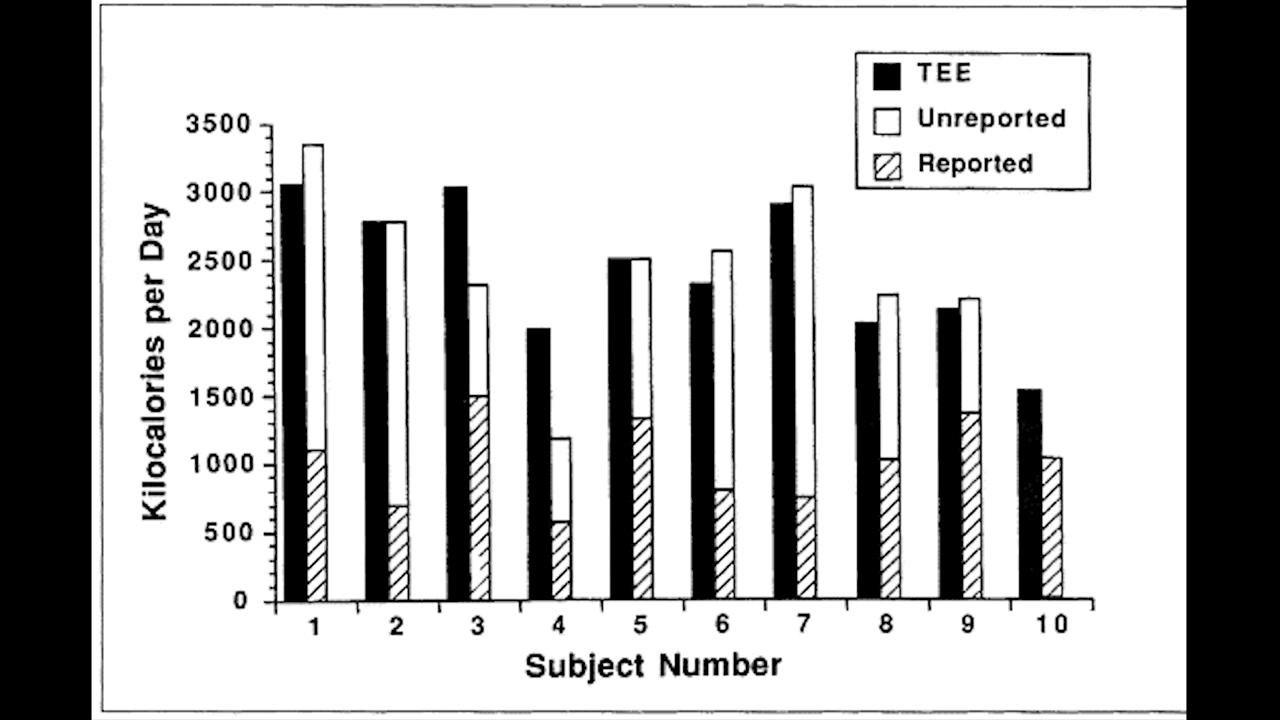 TEE
Unreported
Reported
3500
3000
2500
2000
1500
1000
500
0
Kilocalories per Day
1 2 3 4 5 6 7 8 9 10
Subject Number